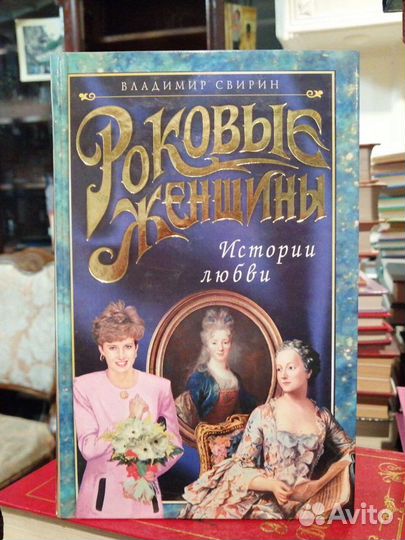 ВЛАДИМИР СВИРИН
РОКОВЫЕ
ЖЕНЩИНЫ
Истории
любви
Avito